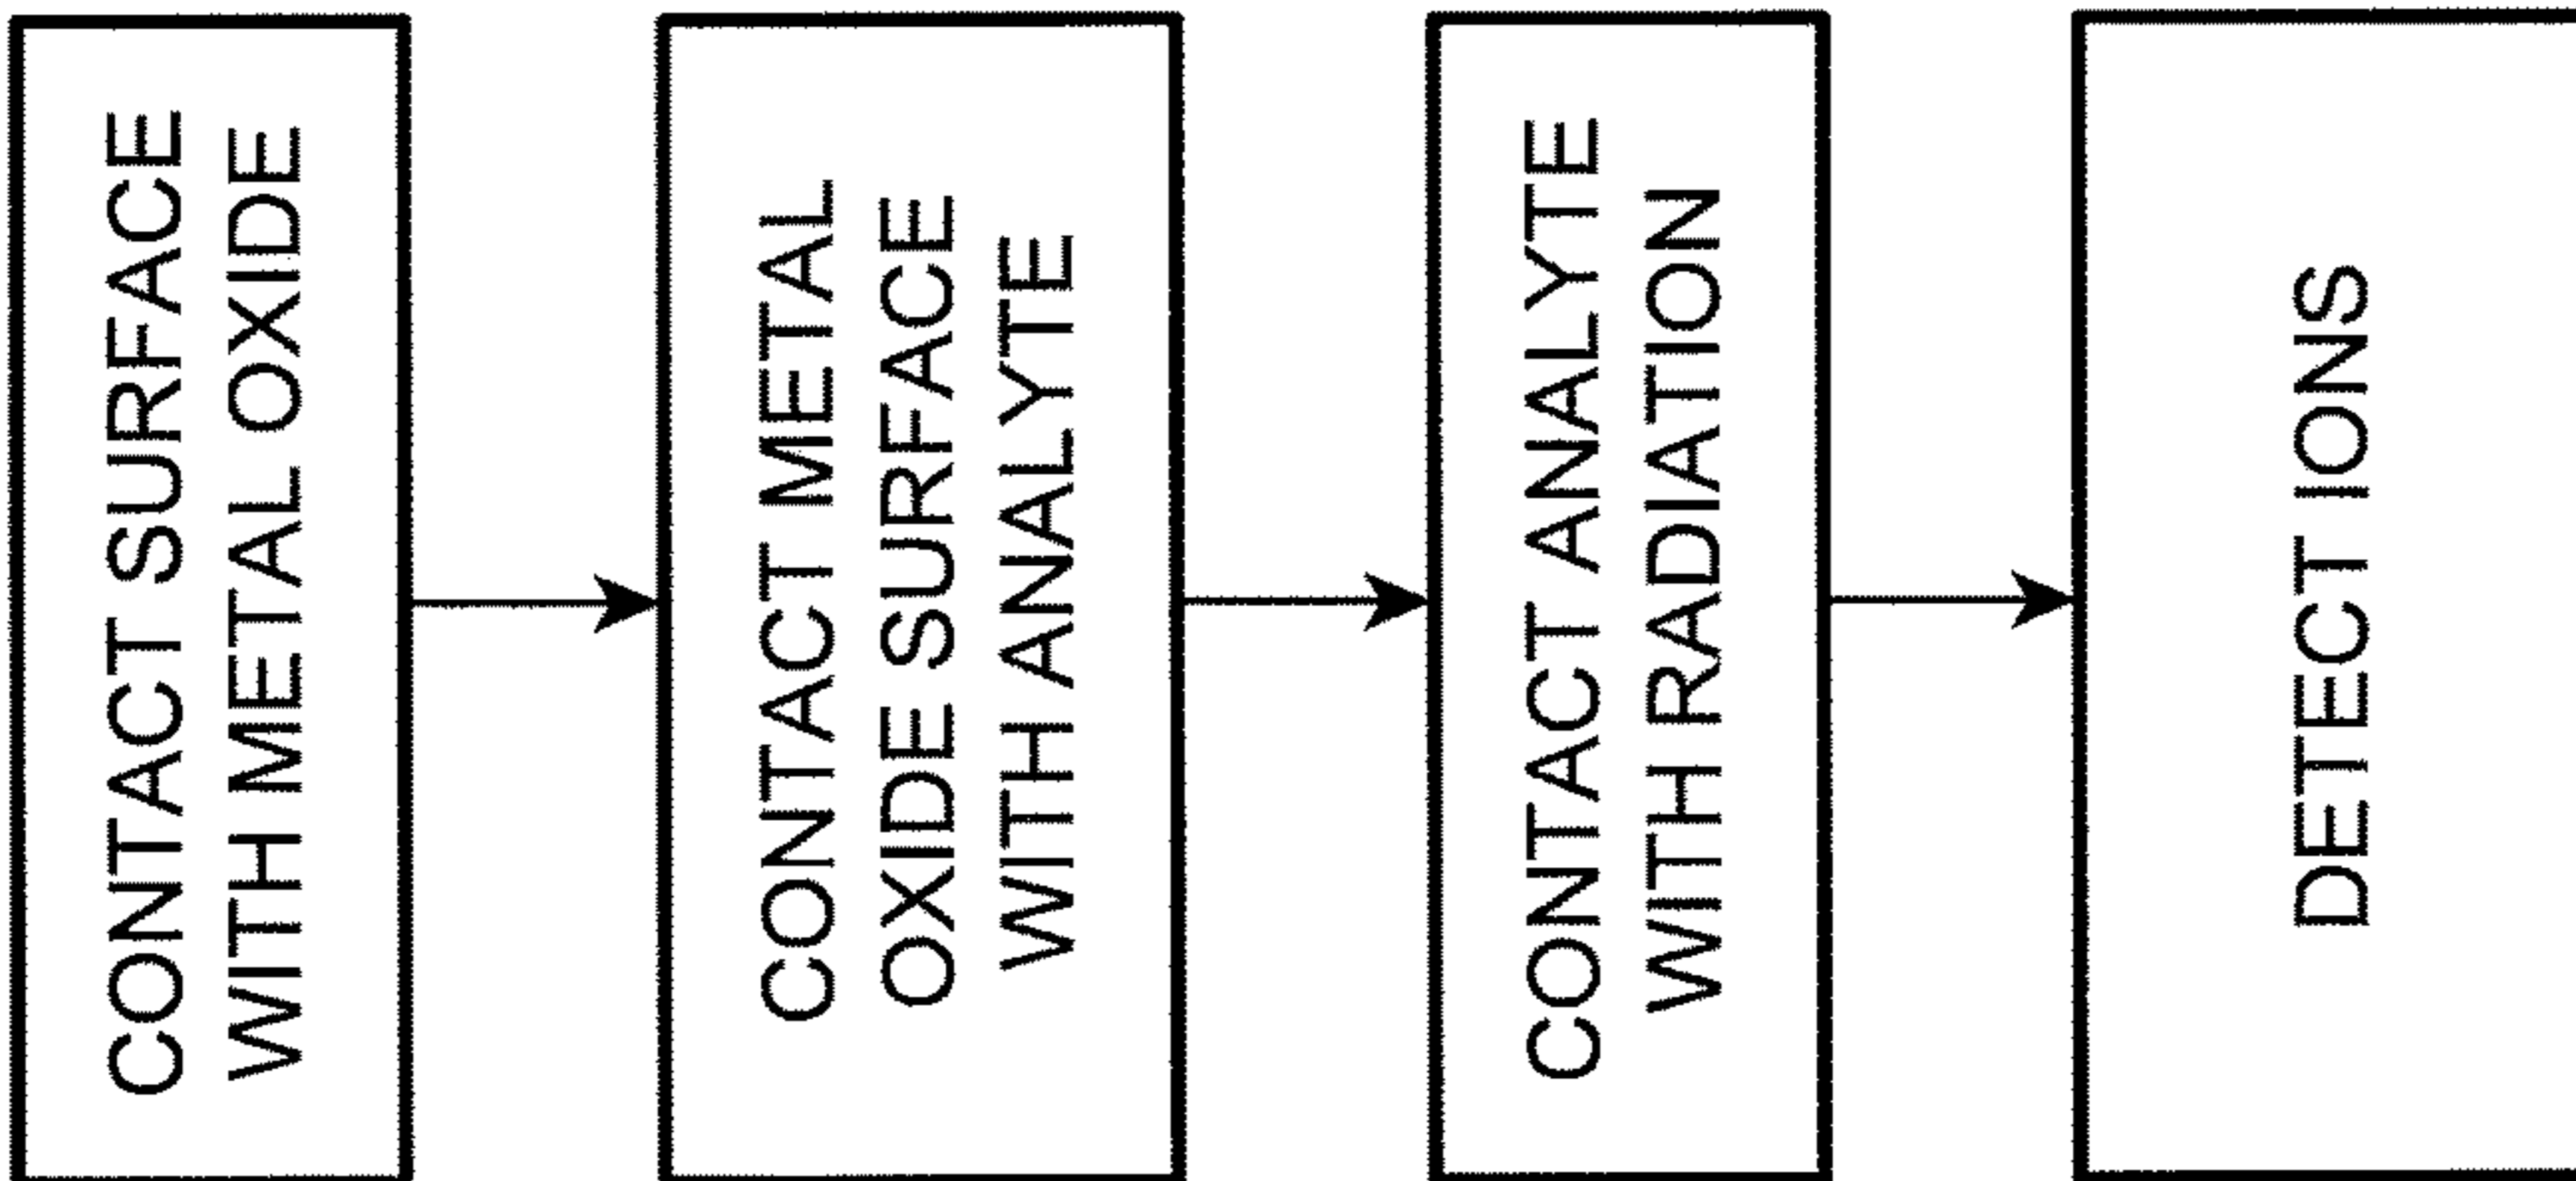 CONTACT SURFACE
WITH METAL OXIDE
CONTACT METAL
OXIDE SURFACE
WITH ANALYTE
CONTACT ANALYTE
WITH RADIATION
DETECT IONS